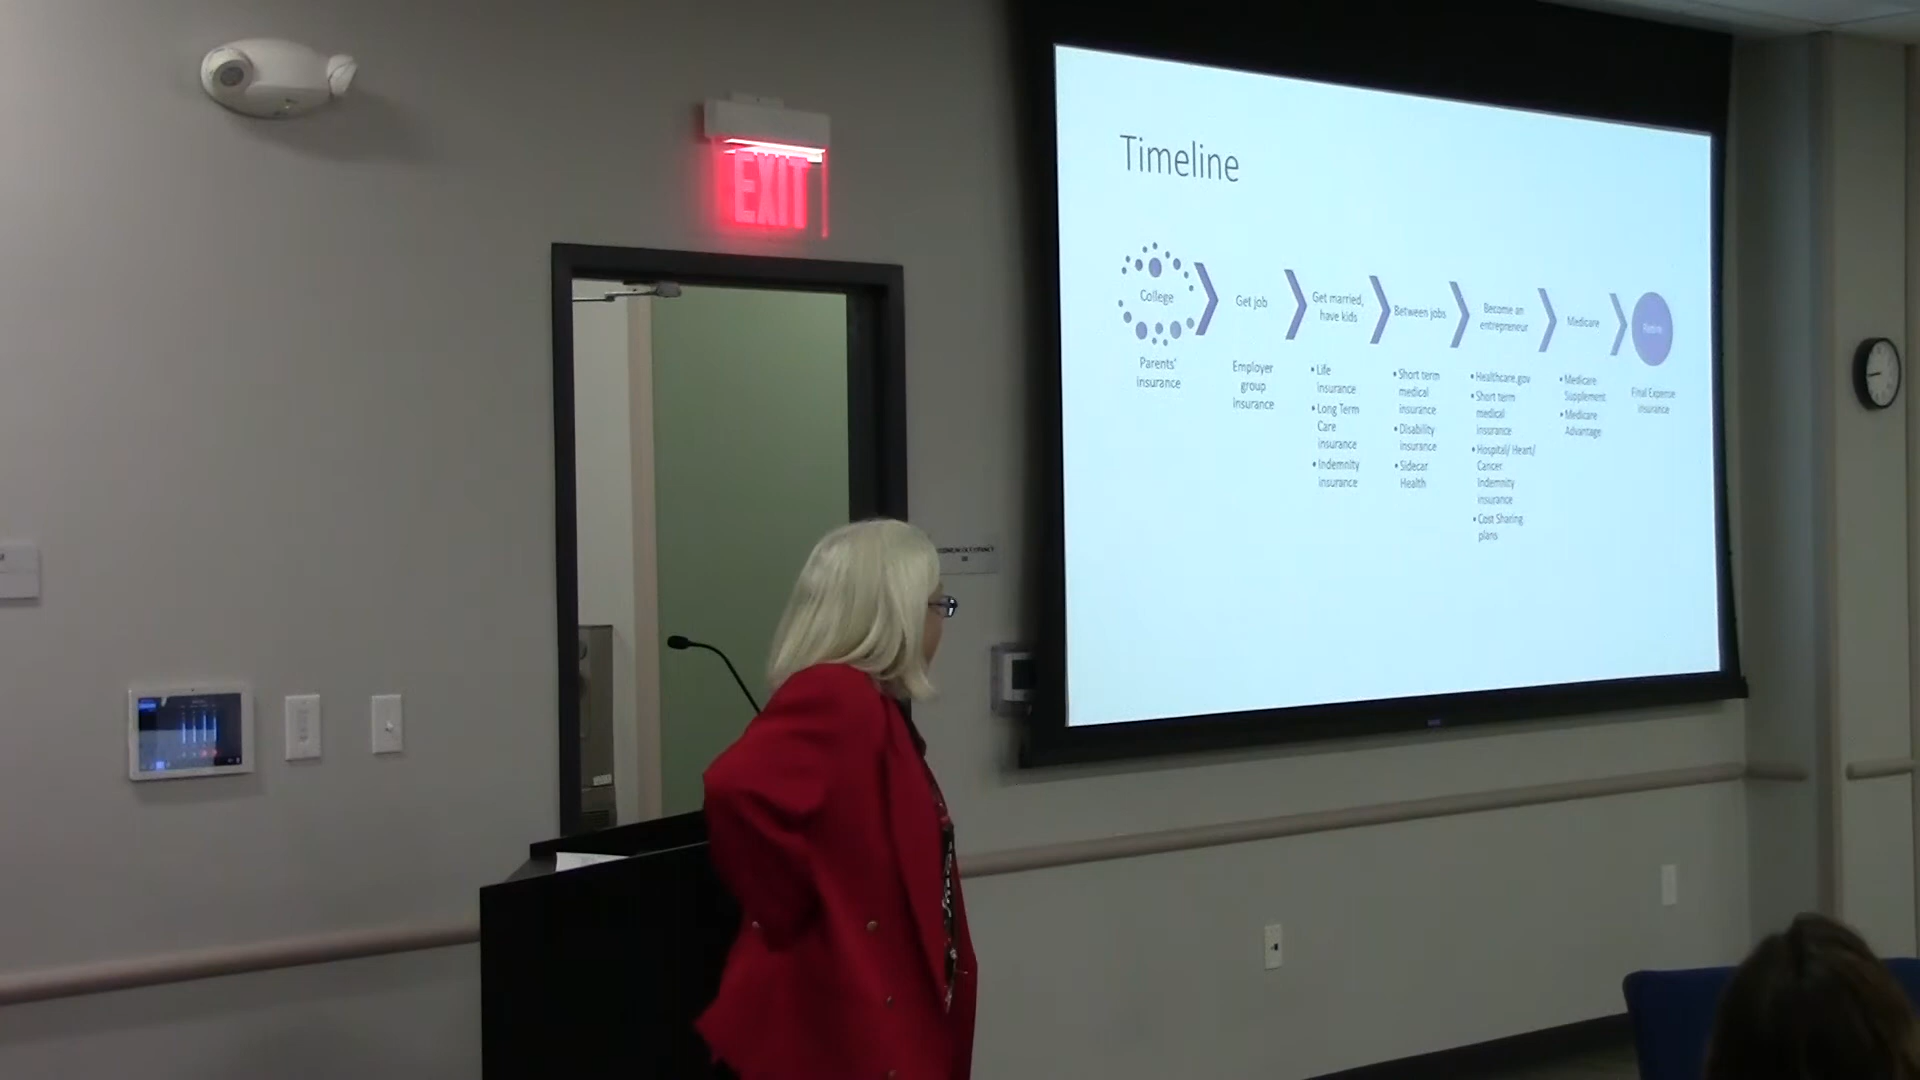 EXIT
Timeline
College
Get job
Get married,
have kids
Between jobs
Become an
entrepreneur
Medicare
Retire
Parents'
insurance
Employer
group
insurance
• Life
insurance
• Long Term
Care
insurance
• Indemnity
insurance
• Short term
medical
insurance
• Disability
insurance
• Sidecar
Health
• Healthcare.gov
• Short term
medical
insurance
• Hospital/ Heart/
Cancer
Indemnity
insurance
• Cost Sharing
plans
• Medicare
Supplement
• Medicare
Advantage
Final Expense
insurance